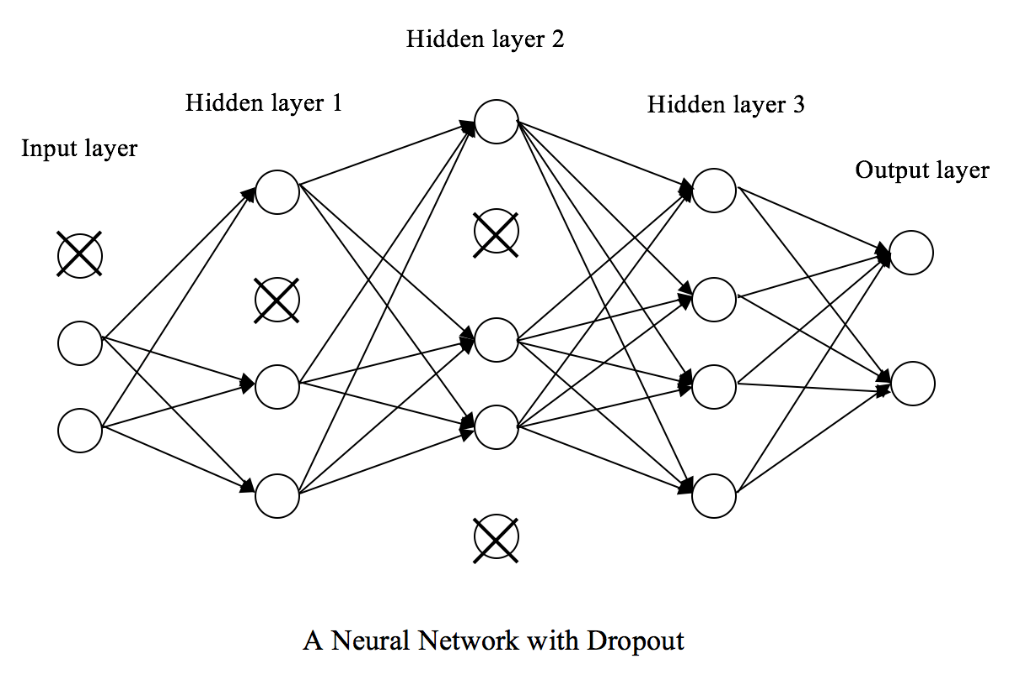 Hidden layer 2
Hidden layer 1
Hidden layer 3
Input layer
Output layer
A Neural Network with Dropout